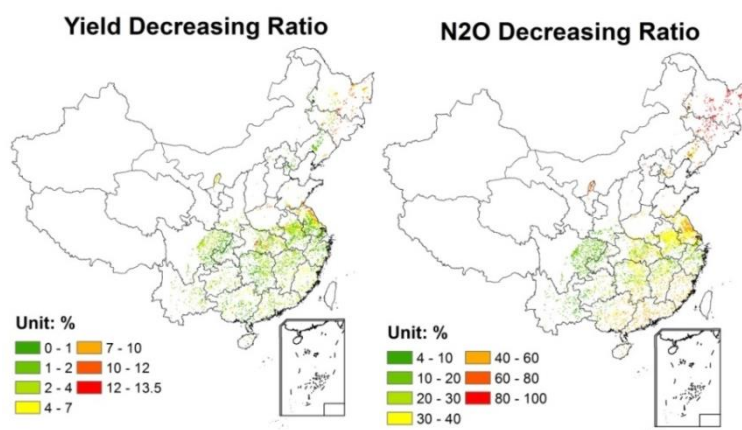 Yield Decreasing Ratio
Unit: %
0 - 1
1 - 2
2 - 4
4 - 7
7 - 10
10 - 12
12 - 13.5
N2O Decreasing Ratio
Unit: %
4 - 10
10 - 20
20 - 30
30 - 40
40 - 60
60 - 80
80 - 100